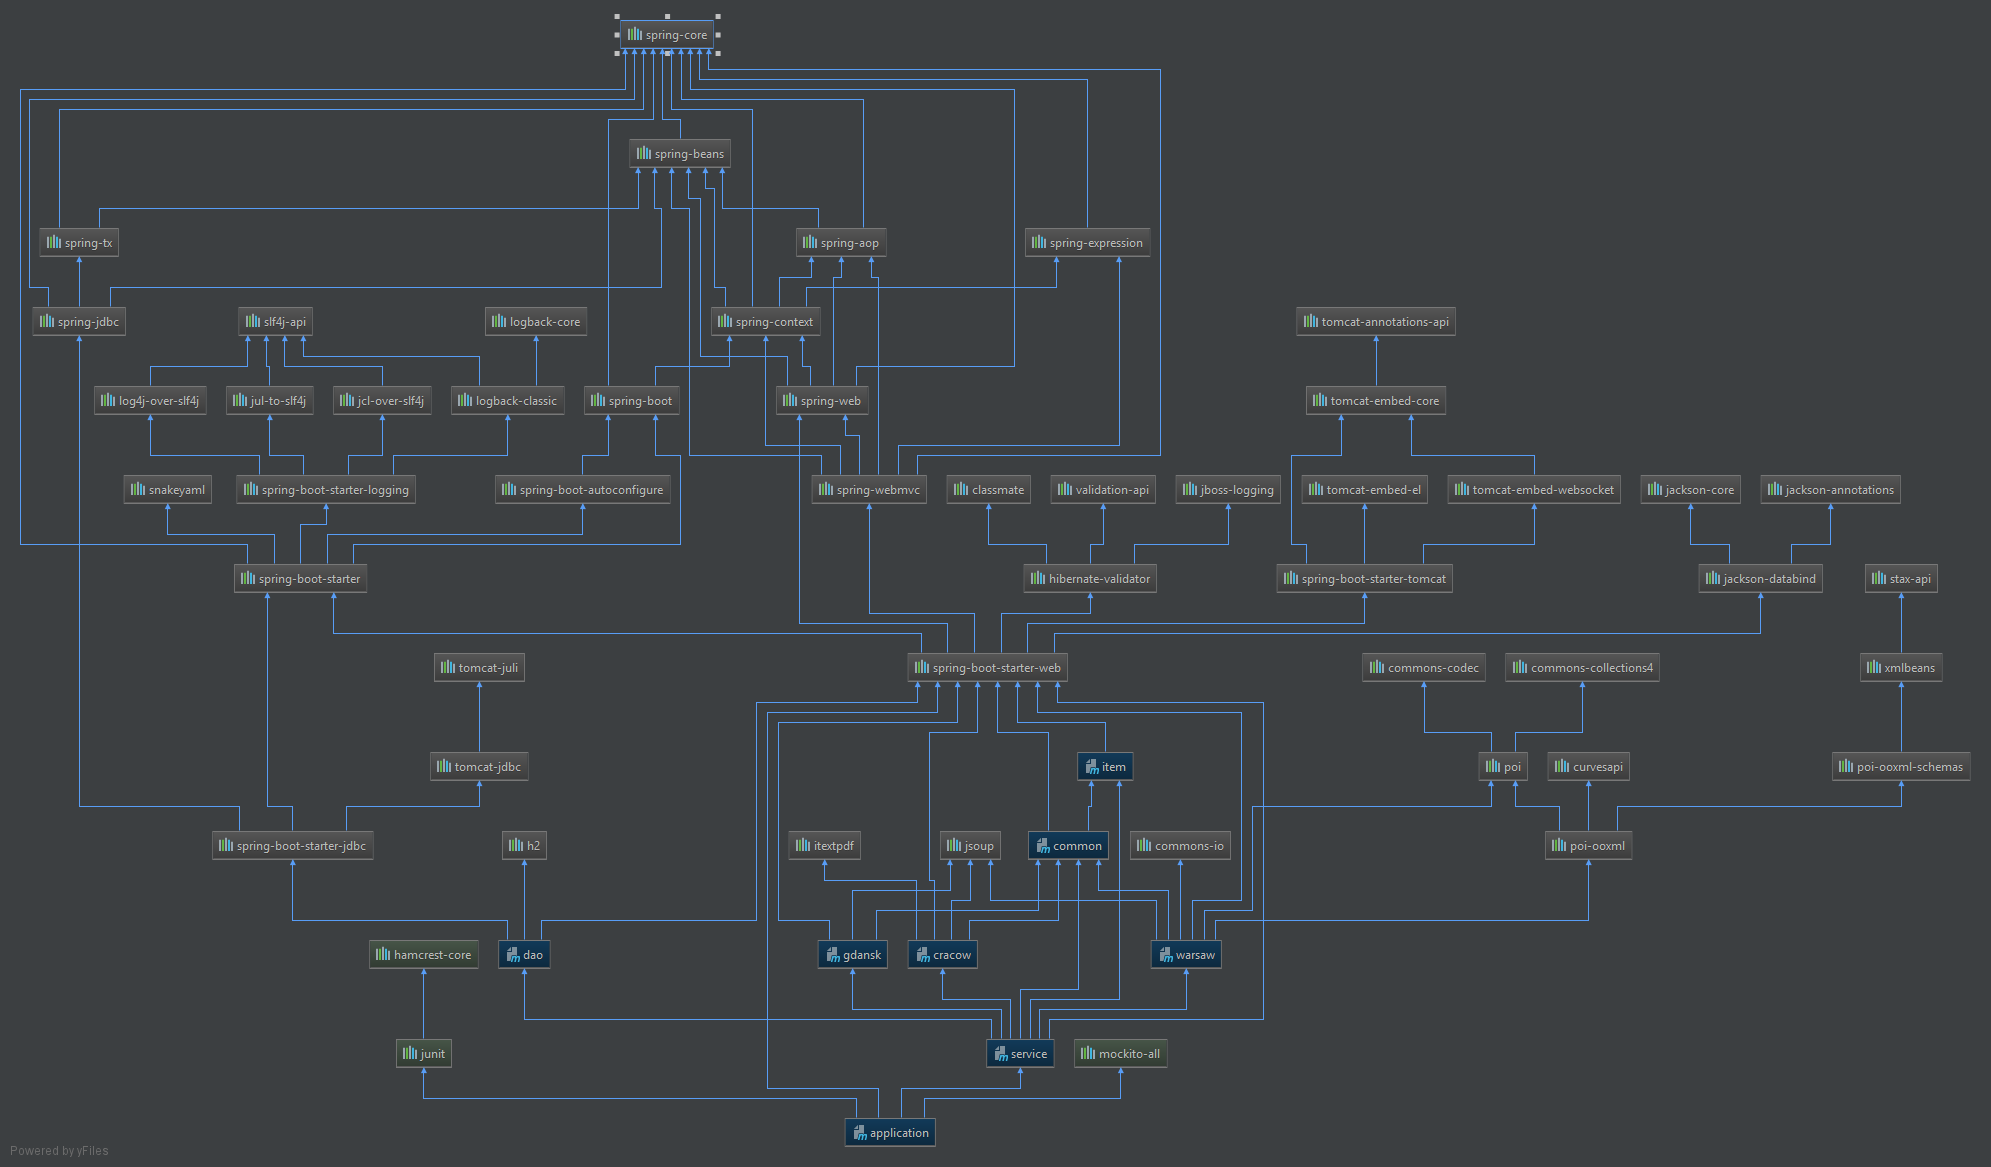 spring-core
spring-beans
spring-tx
spring-aop
spring-expression
spring-jdbc
slf4j-api
logback-core
spring-context
tomcat-annotations-api
log4j-over-slf4j
jul-to-slf4j
jcl-over-slf4j
logback-classic
spring-boot
spring-web
tomcat-embed-core
snakeyaml
spring-boot-starter-logging
spring-boot-autoconfigure
spring-webmvc
classmate
validation-api
jboss-logging
tomcat-embed-el
tomcat-embed-websocket
jackson-core
jackson-annotations
spring-boot-starter
hibernate-validator
spring-boot-starter-tomcat
jackson-databind
stax-api
tomcat-juli
spring-boot-starter-web
commons-codec
commons-collections4
xmlbeans
tomcat-jdbc
item
poi
curvesapi
poi-ooxml-schemas
spring-boot-starter-jdbc
h2
itextpdf
jsoup
common
commons-io
poi-ooxml
hamcrest-core
dao
gdansk
cracow
warsaw
junit
service
mockito-all
application
Powered by yFiles